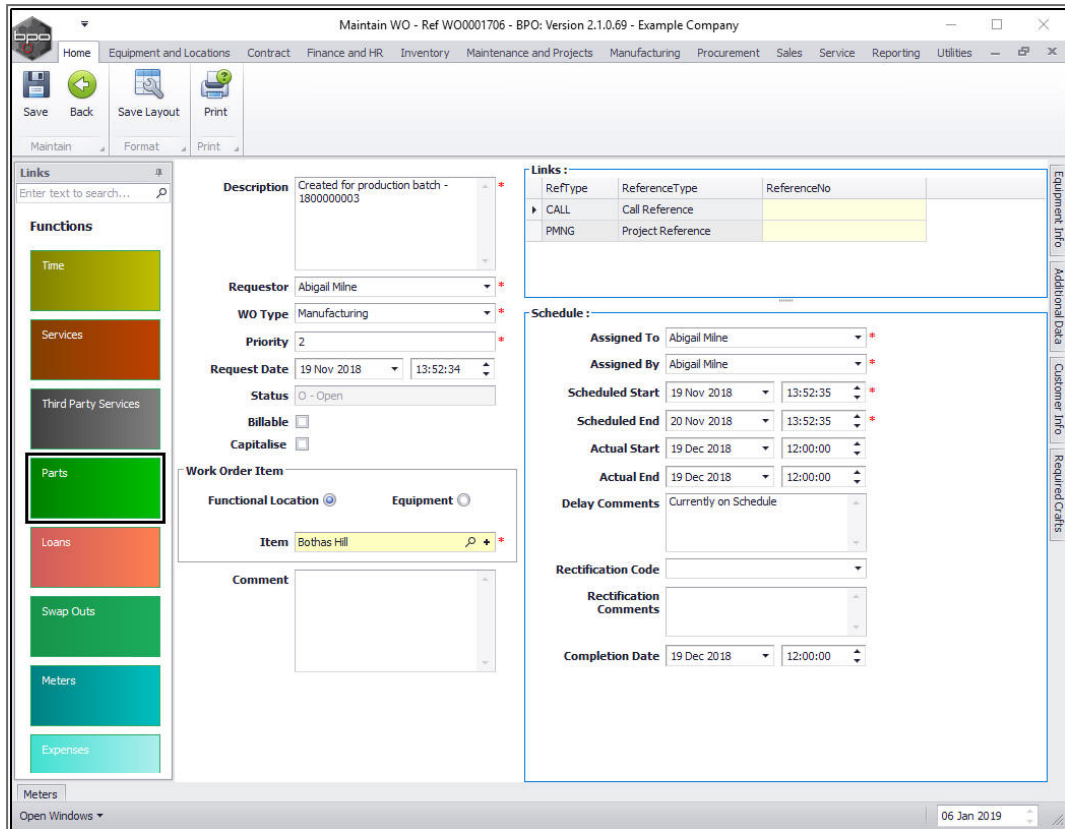 bpo
Maintain WO - Ref WO0001706 - BPO: Version 2.1.0.69 - Example Company
Home Equipment and Locations Contract Finance and HR Inventory Maintenance and Projects Manufacturing Procurement Sales Service Reporting Utilities
Save Back Save Layout Print
Maintain Format Print
Links
Enter text to search...
Functions
Time
Services
Third Party Services
Parts
Loans
Swap Outs
Meters
Expenses
Description Created for production batch -
1800000003 *
Requestor Abigail Milne *
WO Type Manufacturing *
Priority 2 *
Request Date 19 Nov 2018 13:52:34
Status O - Open
Billable
Capitalise
Work Order Item
Functional Location Equipment
Item Bothas Hill + *
Comment
Links :
RefType ReferenceType ReferenceNo
CALL Call Reference
PMNG Project Reference
Schedule :
Assigned To Abigail Milne *
Assigned By Abigail Milne *
Scheduled Start 19 Nov 2018 13:52:35 *
Scheduled End 20 Nov 2018 13:52:35 *
Actual Start 19 Dec 2018 12:00:00
Actual End 19 Dec 2018 12:00:00
Delay Comments Currently on Schedule
Rectification Code
Rectification
Comments
Completion Date 19 Dec 2018 12:00:00
Equipment Info
Additional Data
Customer Info
Required Crafts
Meters
Open Windows 06 Jan 2019